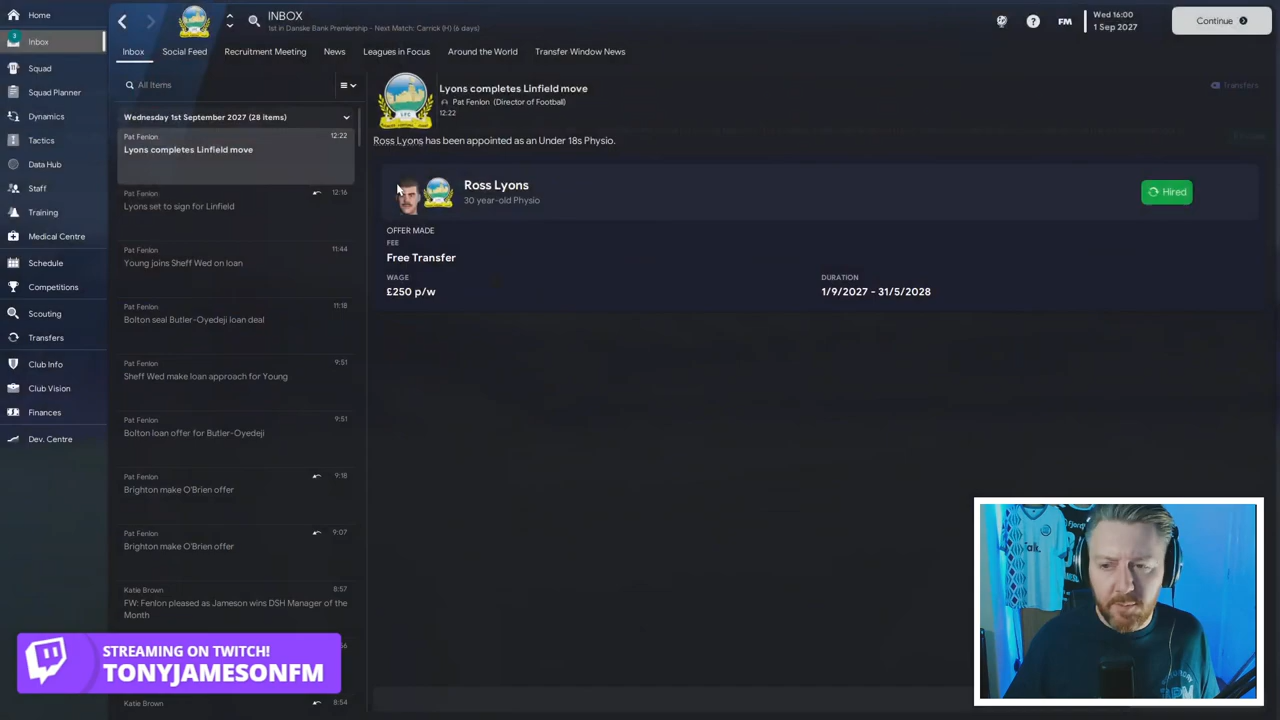 Home
INBOX
1st in Danske Bank Premiership - Next Match: Carrick (H) (6 days)
FM
Wed 16:00
1 Sep 2027
Continue
3
Inbox
Squad
Squad Planner
Dynamics
Tactics
Data Hub
Staff
Training
Medical Centre
Schedule
Competitions
Scouting
Transfers
Club Info
Club Vision
Finances
Dev. Centre
Inbox
Social Feed
Recruitment Meeting
News
Leagues in Focus
Around the World
Transfer Window News
All Items
Wednesday 1st September 2027 (28 items)
Pat Fenlon
12:22
Lyons completes Linfield move
Pat Fenlon
12:16
Lyons set to sign for Linfield
Pat Fenlon
11:44
Young joins Sheff Wed on loan
Pat Fenlon
11:18
Bolton seal Butler-Oyedeji loan deal
Pat Fenlon
9:51
Sheff Wed make loan approach for Young
Pat Fenlon
9:51
Bolton loan offer for Butler-Oyedeji
Pat Fenlon
9:18
Brighton make O'Brien offer
Pat Fenlon
9:07
Brighton make O'Brien offer
Katie Brown
8:57
FW: Fenlon pleased as Jameson wins DSH Manager of the
Month
Katie Brown
8:54
Lyons completes Linfield move
Pat Fenlon (Director of Football)
12:22
Transfers
Ross Lyons has been appointed as an Under 18s Physio.
Ross Lyons
30 year-old Physio
Hired
OFFER MADE
FEE
Free Transfer
WAGE
£250 p/w
DURATION
1/9/2027 - 31/5/2028
STREAMING ON TWITCH!
TONYJAMESONFM